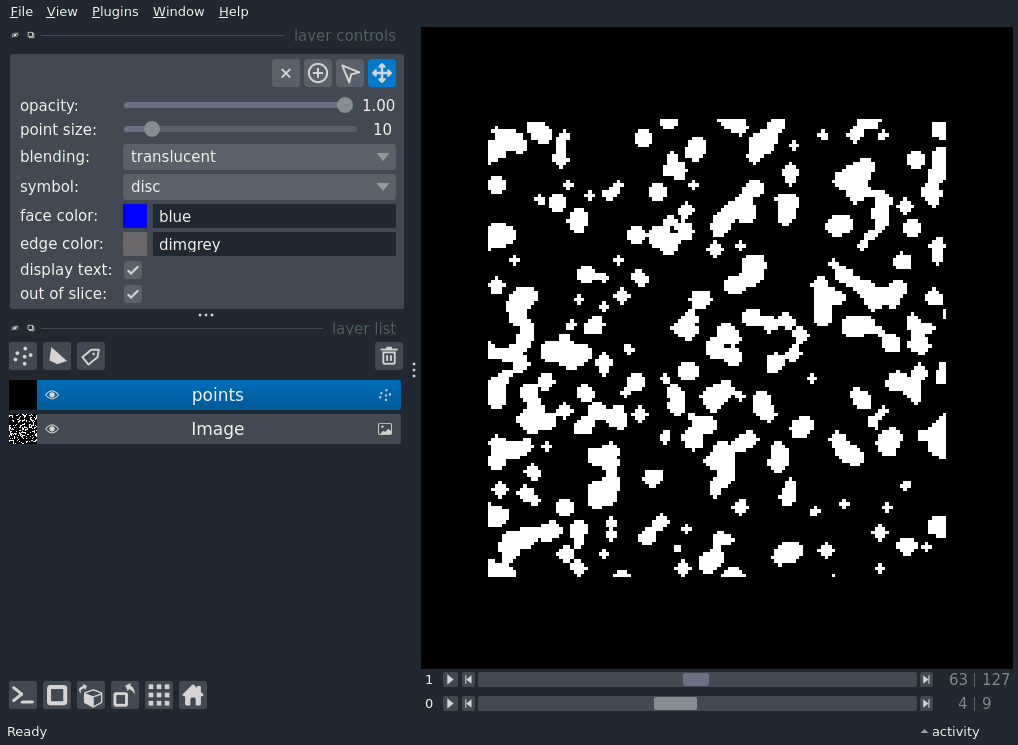 File View Plugins Window Help
layer controls
opacity: 1.00
point size: 10
blending: translucent
symbol: disc
face color: blue
edge color: dimgrey
display text:
out of slice:
layer list
points
Image
1 63 | 127
0 4 | 9
Ready activity